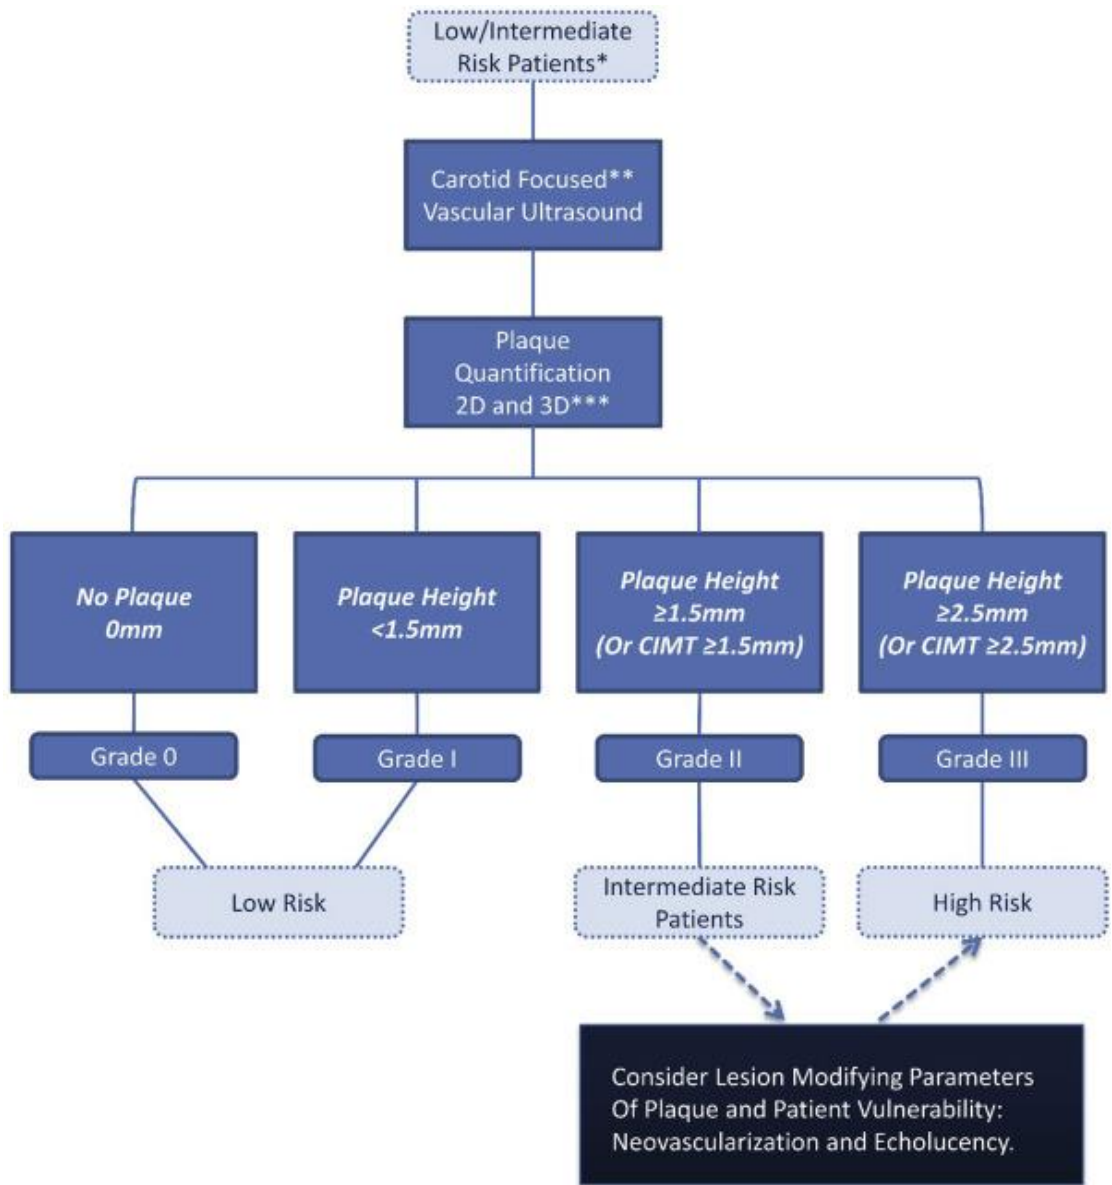 Low/Intermediate
Risk Patients*
Carotid Focused**
Vascular Ultrasound
Plaque
Quantification
2D and 3D***
No Plaque
0mm
Plaque Height
<1.5mm
Plaque Height
≥1.5mm
(Or CIMT ≥1.5mm)
Plaque Height
≥2.5mm
(Or CIMT ≥2.5mm)
Grade 0
Grade I
Grade II
Grade III
Low Risk
Intermediate Risk
Patients
High Risk
Consider Lesion Modifying Parameters
Of Plaque and Patient Vulnerability:
Neovascularization and Echolucency.